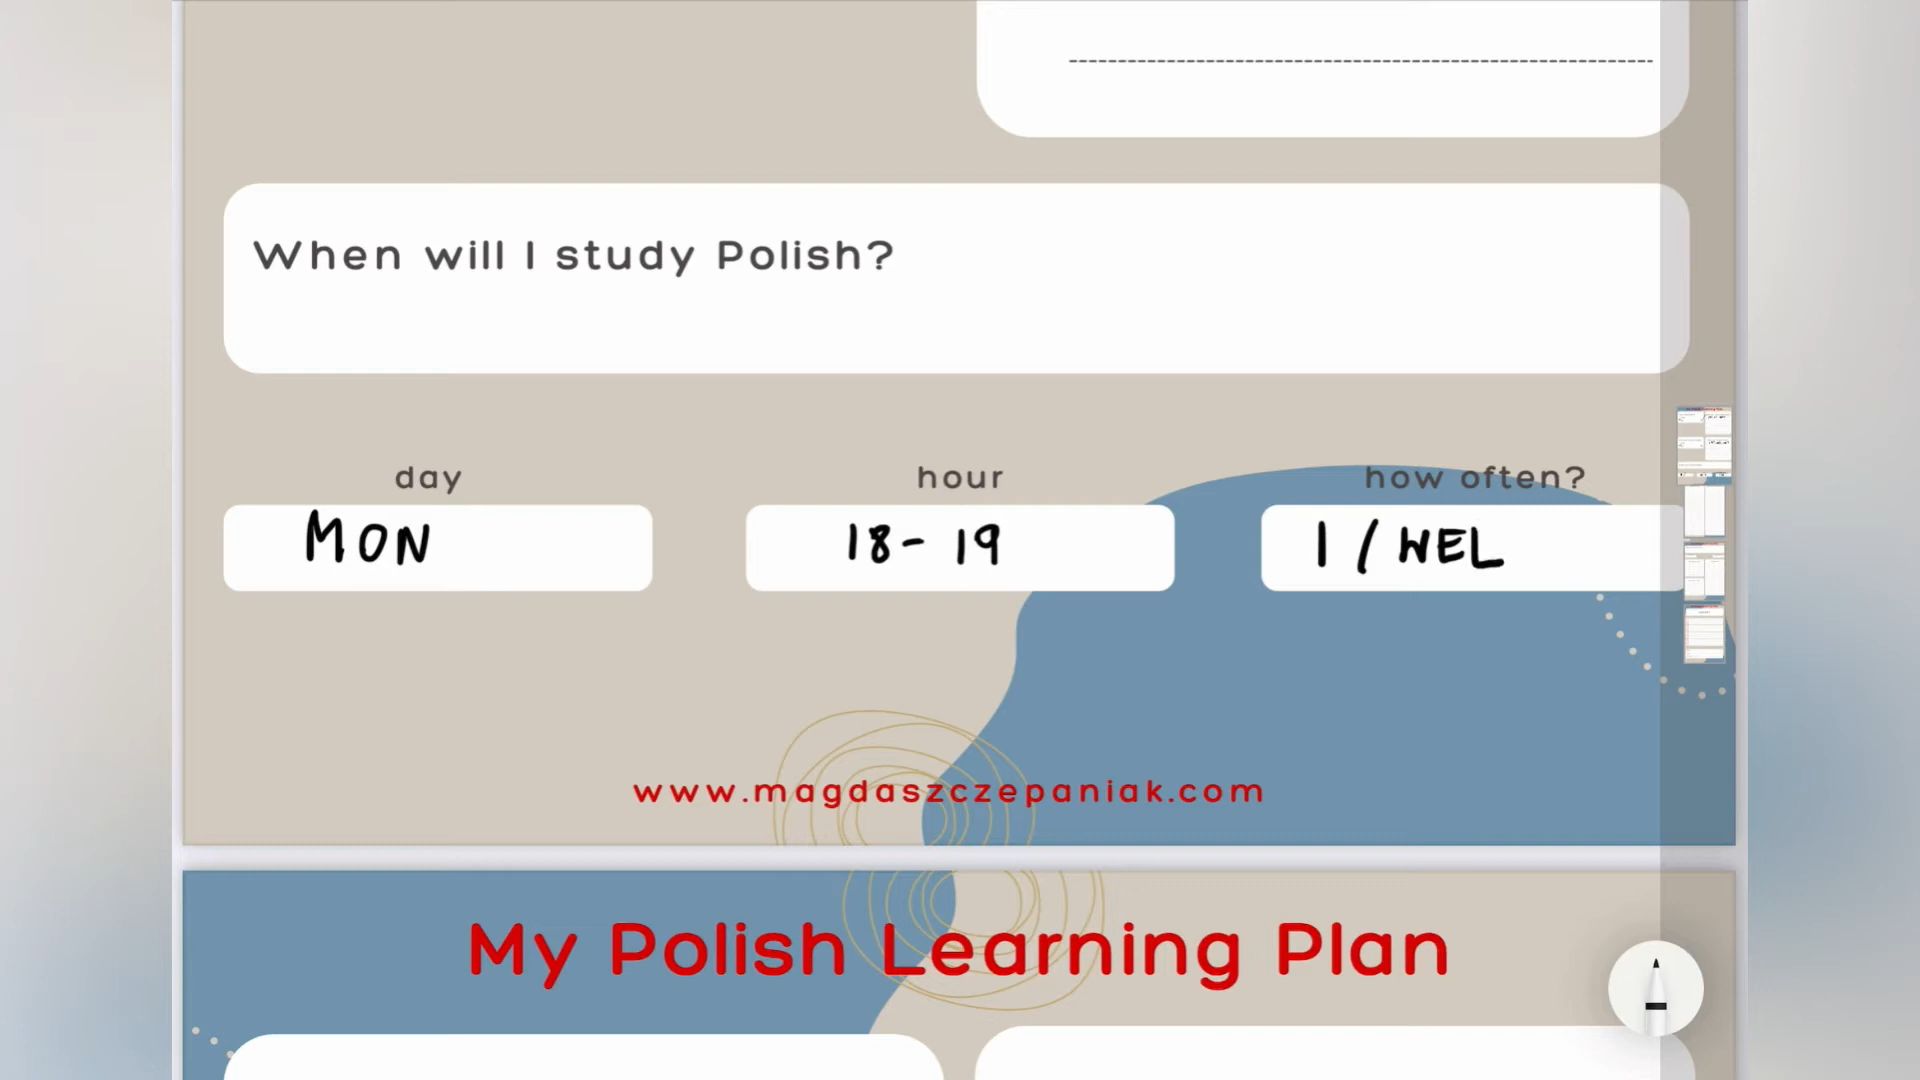 When will I study Polish?
day
hour
how often?
MON
18 - 19
1 / WEL
www.magdaszczepaniak.com
My Polish Learning Plan